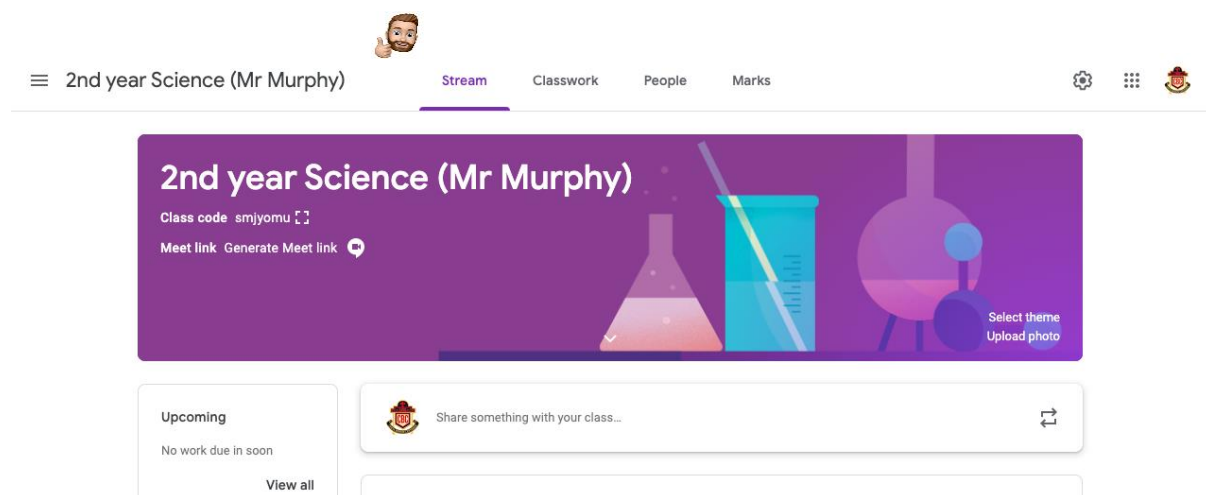 2nd year Science (Mr Murphy) Stream Classwork People Marks
2nd year Science (Mr Murphy)
Class code smjyomu
Meet link Generate Meet link
Select theme
Upload photo
Upcoming
No work due in soon
View all
CBC
Share something with your class...